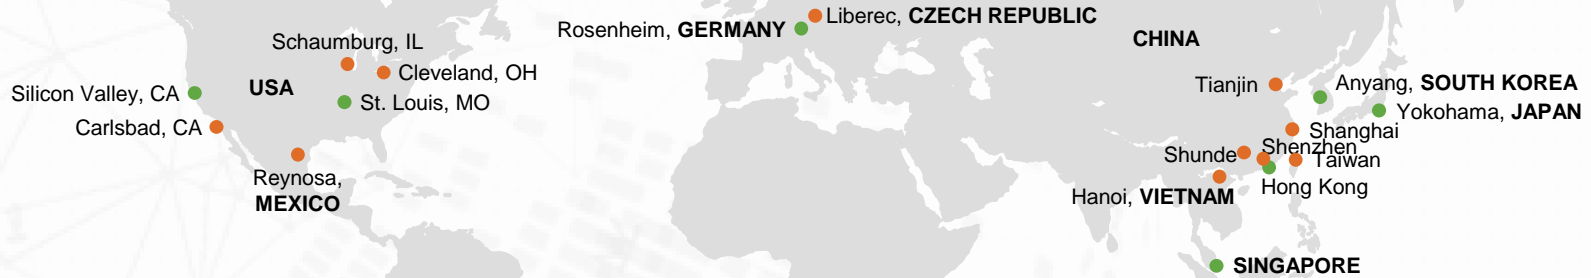 Schaumburg, IL
Cleveland, OH
Silicon Valley, CA
USA
St. Louis, MO
Carlsbad, CA
Reynosa,
MEXICO
Liberec, CZECH REPUBLIC
Rosenheim, GERMANY
CHINA
Tianjin
Anyang, SOUTH KOREA
Yokohama, JAPAN
Shanghai
Shenzhen
Shunde
Taiwan
Hong Kong
Hanoi, VIETNAM
SINGAPORE